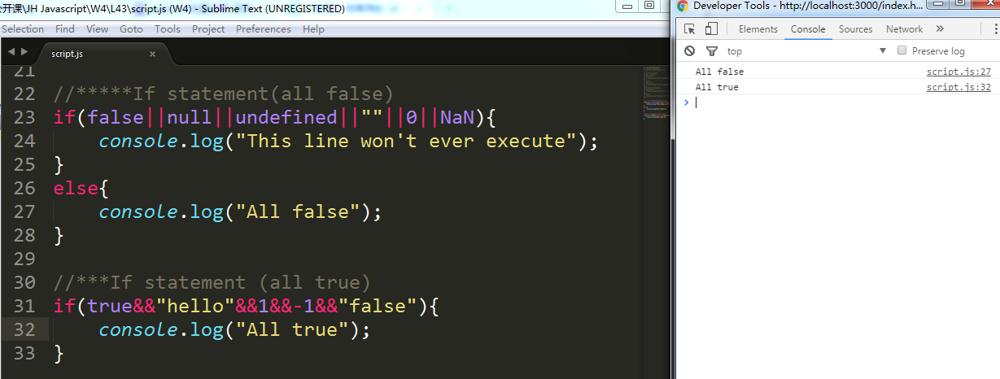 公开课\JH Javascript\W4\L43\script.js (W4) - Sublime Text (UNREGISTERED)
Selection Find View Goto Tools Project Preferences Help
script.js ×
21
22 //*****If statement(all false)
23 if(false||null||undefined||""||0||NaN){
24 console.log("This line won't ever execute");
25 }
26 else{
27 console.log("All false");
28 }
29
30 //***If statement (all true)
31 if(true&&"hello"&&1&&-1&&"false"){
32 console.log("All true");
33 }
Developer Tools - http://localhost:3000/index.h...
Elements Console Sources Network »
top Preserve log
All false script.js:27
All true script.js:32
>